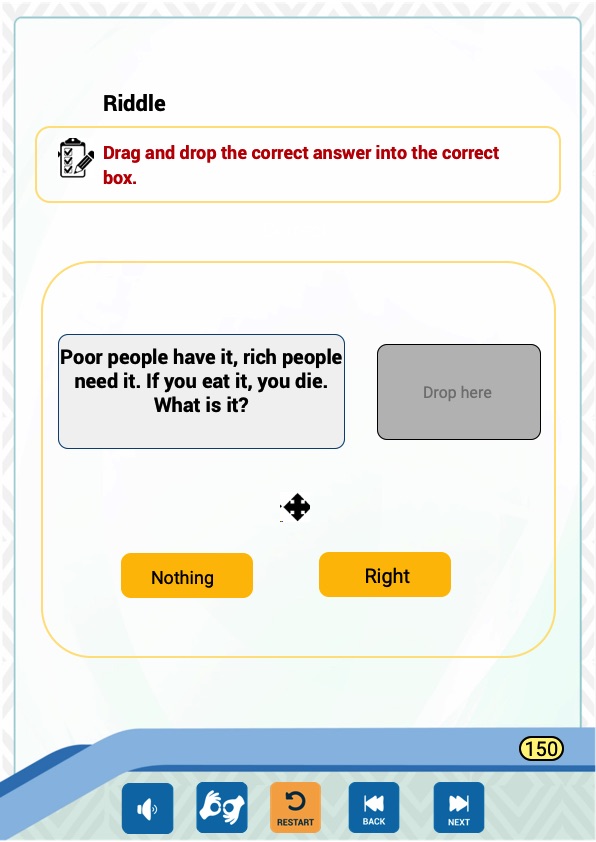 Riddle
Drag and drop the correct answer into the correct
box.
Poor people have it, rich people
need it. If you eat it, you die.
What is it?
Drop here
Nothing
Right
150
RESTART
BACK
NEXT